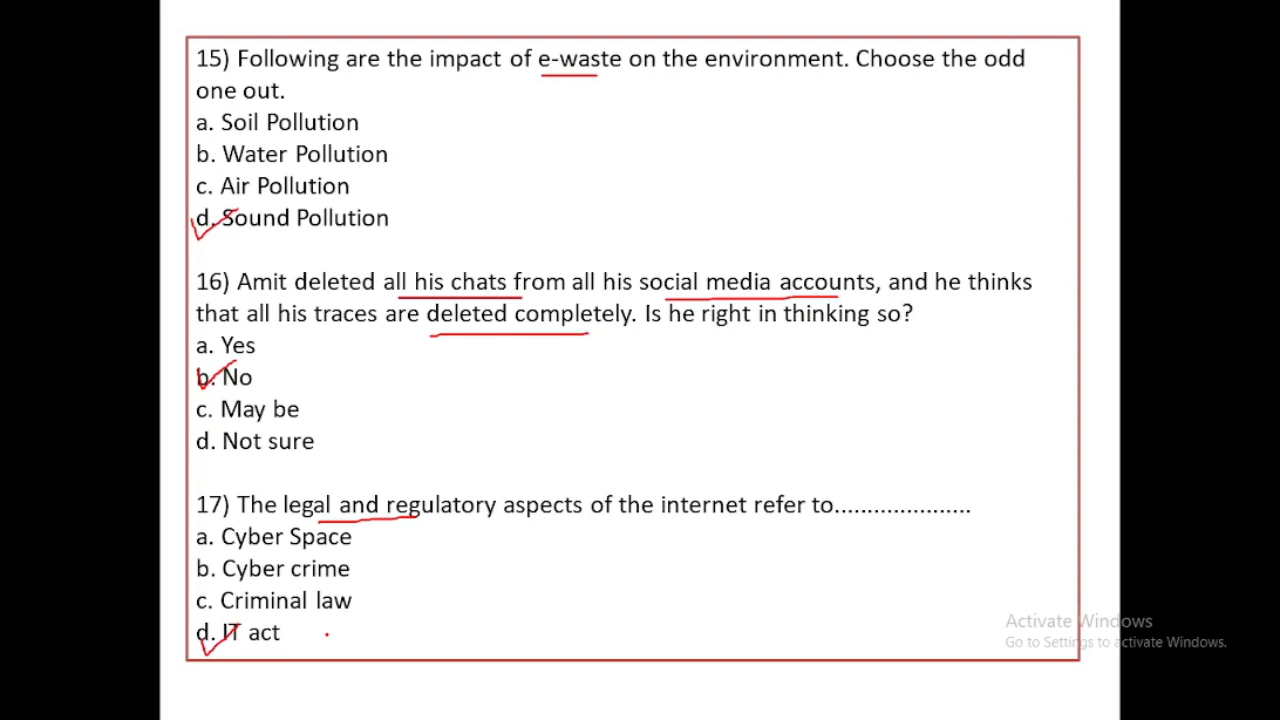 15) Following are the impact of e-waste on the environment. Choose the odd
one out.
a. Soil Pollution
b. Water Pollution
c. Air Pollution
d. Sound Pollution
16) Amit deleted all his chats from all his social media accounts, and he thinks
that all his traces are deleted completely. Is he right in thinking so?
a. Yes
b. No
c. May be
d. Not sure
17) The legal and regulatory aspects of the internet refer to.....................
a. Cyber Space
b. Cyber crime
c. Criminal law
d. IT act
Activate Windows
Go to Settings to activate Windows.